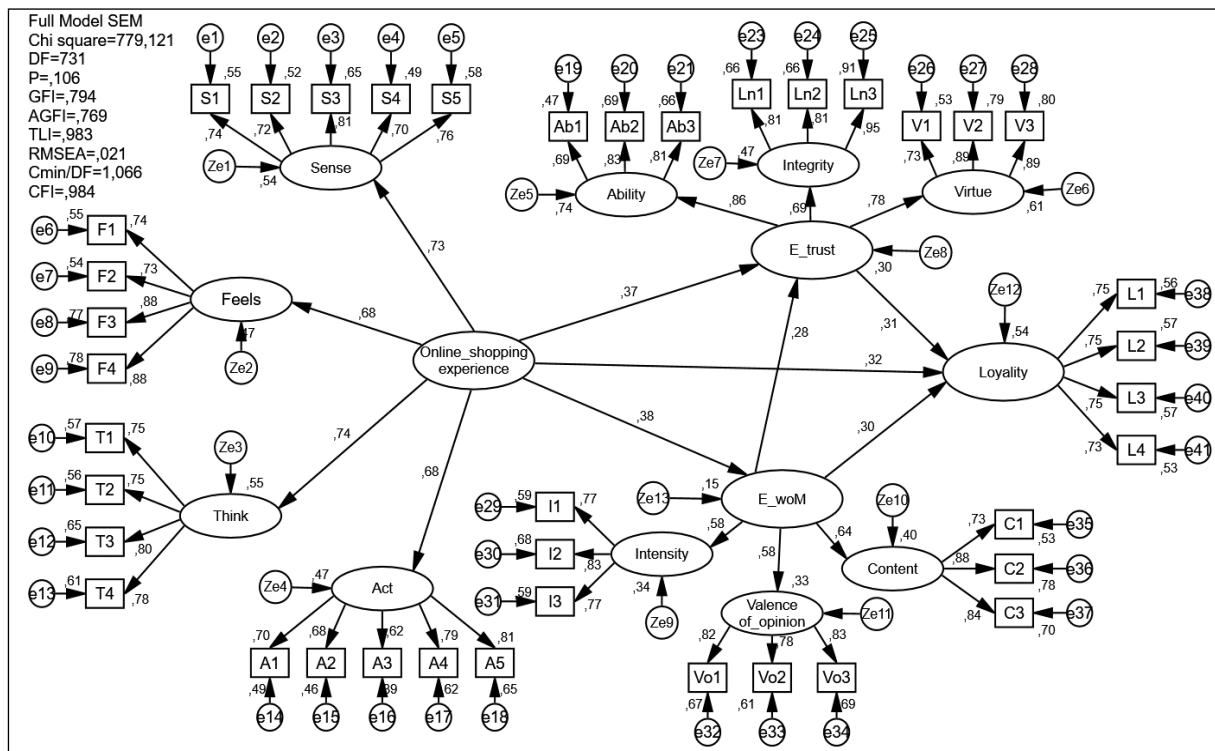 Full Model SEM
Chi square=779,121
DF=731
P=,106
GFI=,794
AGFI=,769
TLI=,983
RMSEA=,021
Cmin/DF=1,066
CFI=,984
e1 e2 e3 e4 e5
,55 ,52 ,65 ,49 ,58
S1 S2 S3 S4 S5
,74 ,72 ,81 ,70 ,76
Ze1 ,54 Sense
,73
e6 ,55 F1 ,74
e7 ,54 F2 ,73
e8 ,77 F3 ,88
e9 ,78 F4 ,88
Feels
,47
Ze2
,68
Online_shopping
experience
e10 ,57 T1 ,75
e11 ,56 T2 ,75
e12 ,65 T3 ,80
e13 ,61 T4 ,78
Ze3
,55
Think
,74
,68
Ze4 ,47 Act
,70 ,68 ,62 ,79 ,81
A1 A2 A3 A4 A5
,49 ,46 ,39 ,62 ,65
e14 e15 e16 e17 e18
e19 e20 e21
,47 ,69 ,66
Ab1 Ab2 Ab3
,69 ,83 ,81
Ze5 ,74 Ability
,86
e23 e24 e25
,66 ,66 ,91
Ln1 Ln2 Ln3
,81 ,81 ,95
Ze7 ,47 Integrity
,69
e26 e27 e28
,53 ,79 ,80
V1 V2 V3
,73 ,89 ,89
Virtue ,61 Ze6
,78
E_trust
,30 Ze8
,37
,28
,31
,32
,38
,30
Ze12
,54
Loyality
,75 L1 ,56 e38
,75 L2 ,57 e39
,75 L3 ,57 e40
,73 L4 ,53 e41
Ze13 ,15 E_woM
,58
,58
,64
e29 ,59 I1 ,77
e30 ,68 I2 ,83
e31 ,59 I3 ,77
Intensity
,34
Ze9
,33
Valence
of_opinion
Ze11
,82 ,78 ,83
Vo1 Vo2 Vo3
,67 ,61 ,69
e32 e33 e34
Ze10
,40
Content
,73 C1 ,53 e35
,88 C2 ,78 e36
,84 C3 ,70 e37